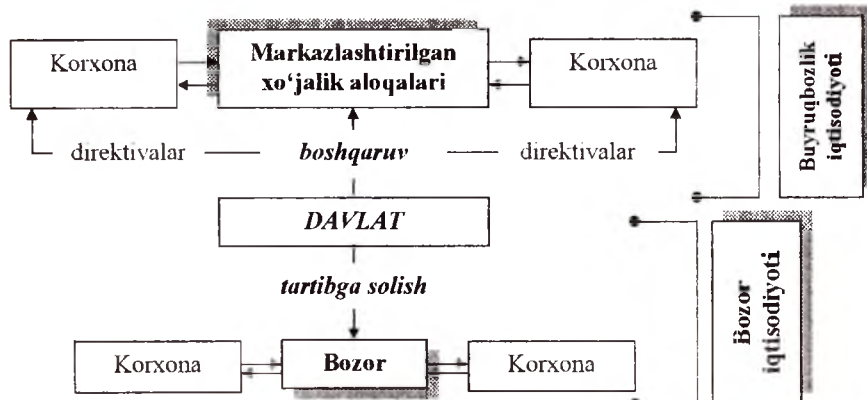 Korxona
Markazlashtirilgan
xo‘jalik aloqalari
Korxona
direktivalar
boshqaruv
direktivalar
DAVLAT
tartibga solish
Korxona
Bozor
Korxona
Buyruqbozlik
iqtisodiyoti
Bozor
iqtisodiyoti